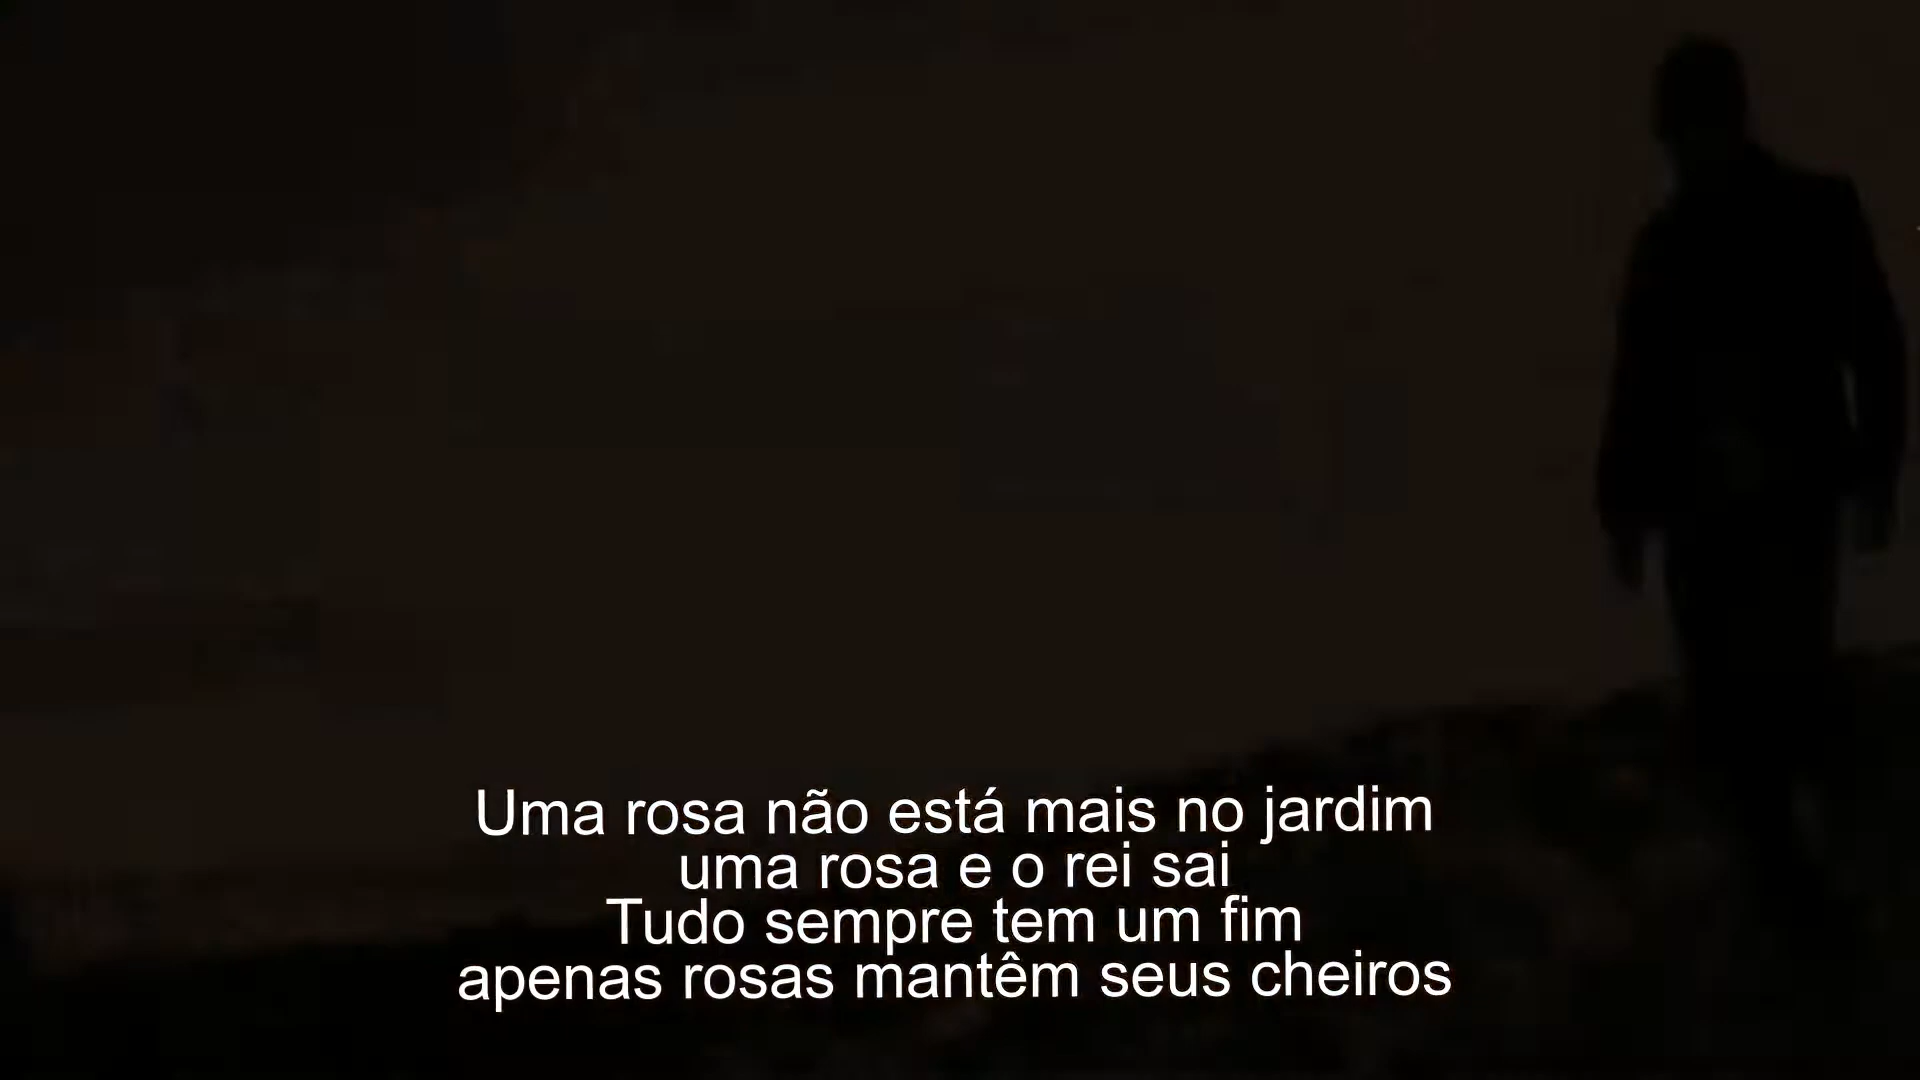 Uma rosa não está mais no jardim
uma rosa e o rei sai
Tudo sempre tem um fim
apenas rosas mantêm seus cheiros